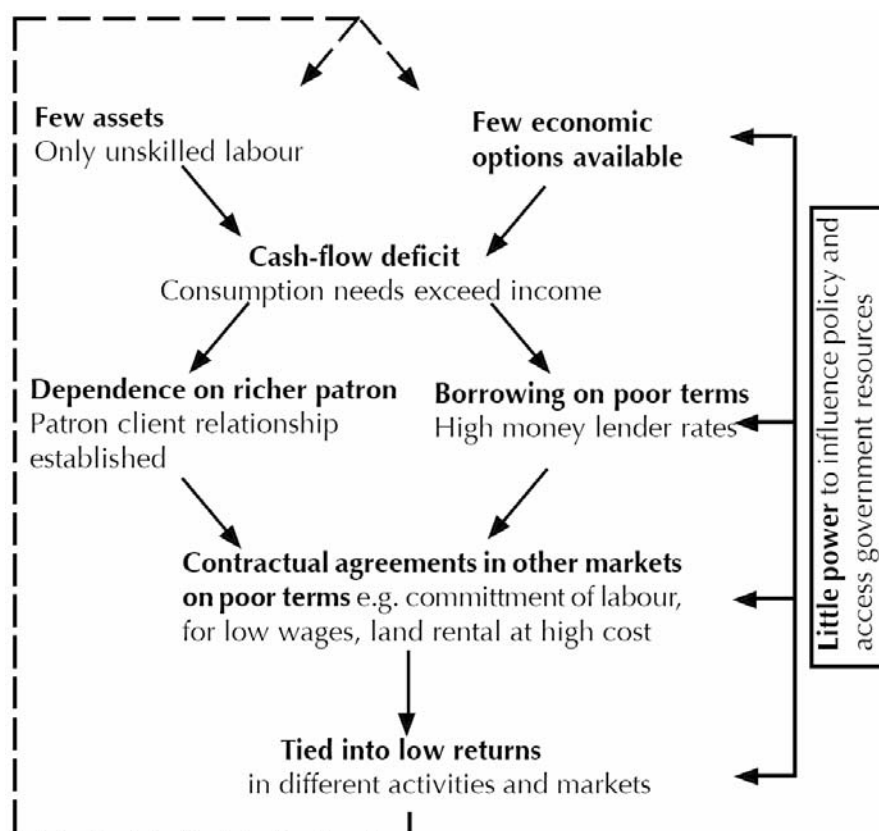 Few assets
Only unskilled labour
Few economic
options available
Cash-flow deficit
Consumption needs exceed income
Dependence on richer patron
Patron client relationship
established
Borrowing on poor terms
High money lender rates
Contractual agreements in other markets
on poor terms e.g. committment of labour,
for low wages, land rental at high cost
Tied into low returns
in different activities and markets
Little power to influence policy and
access government resources